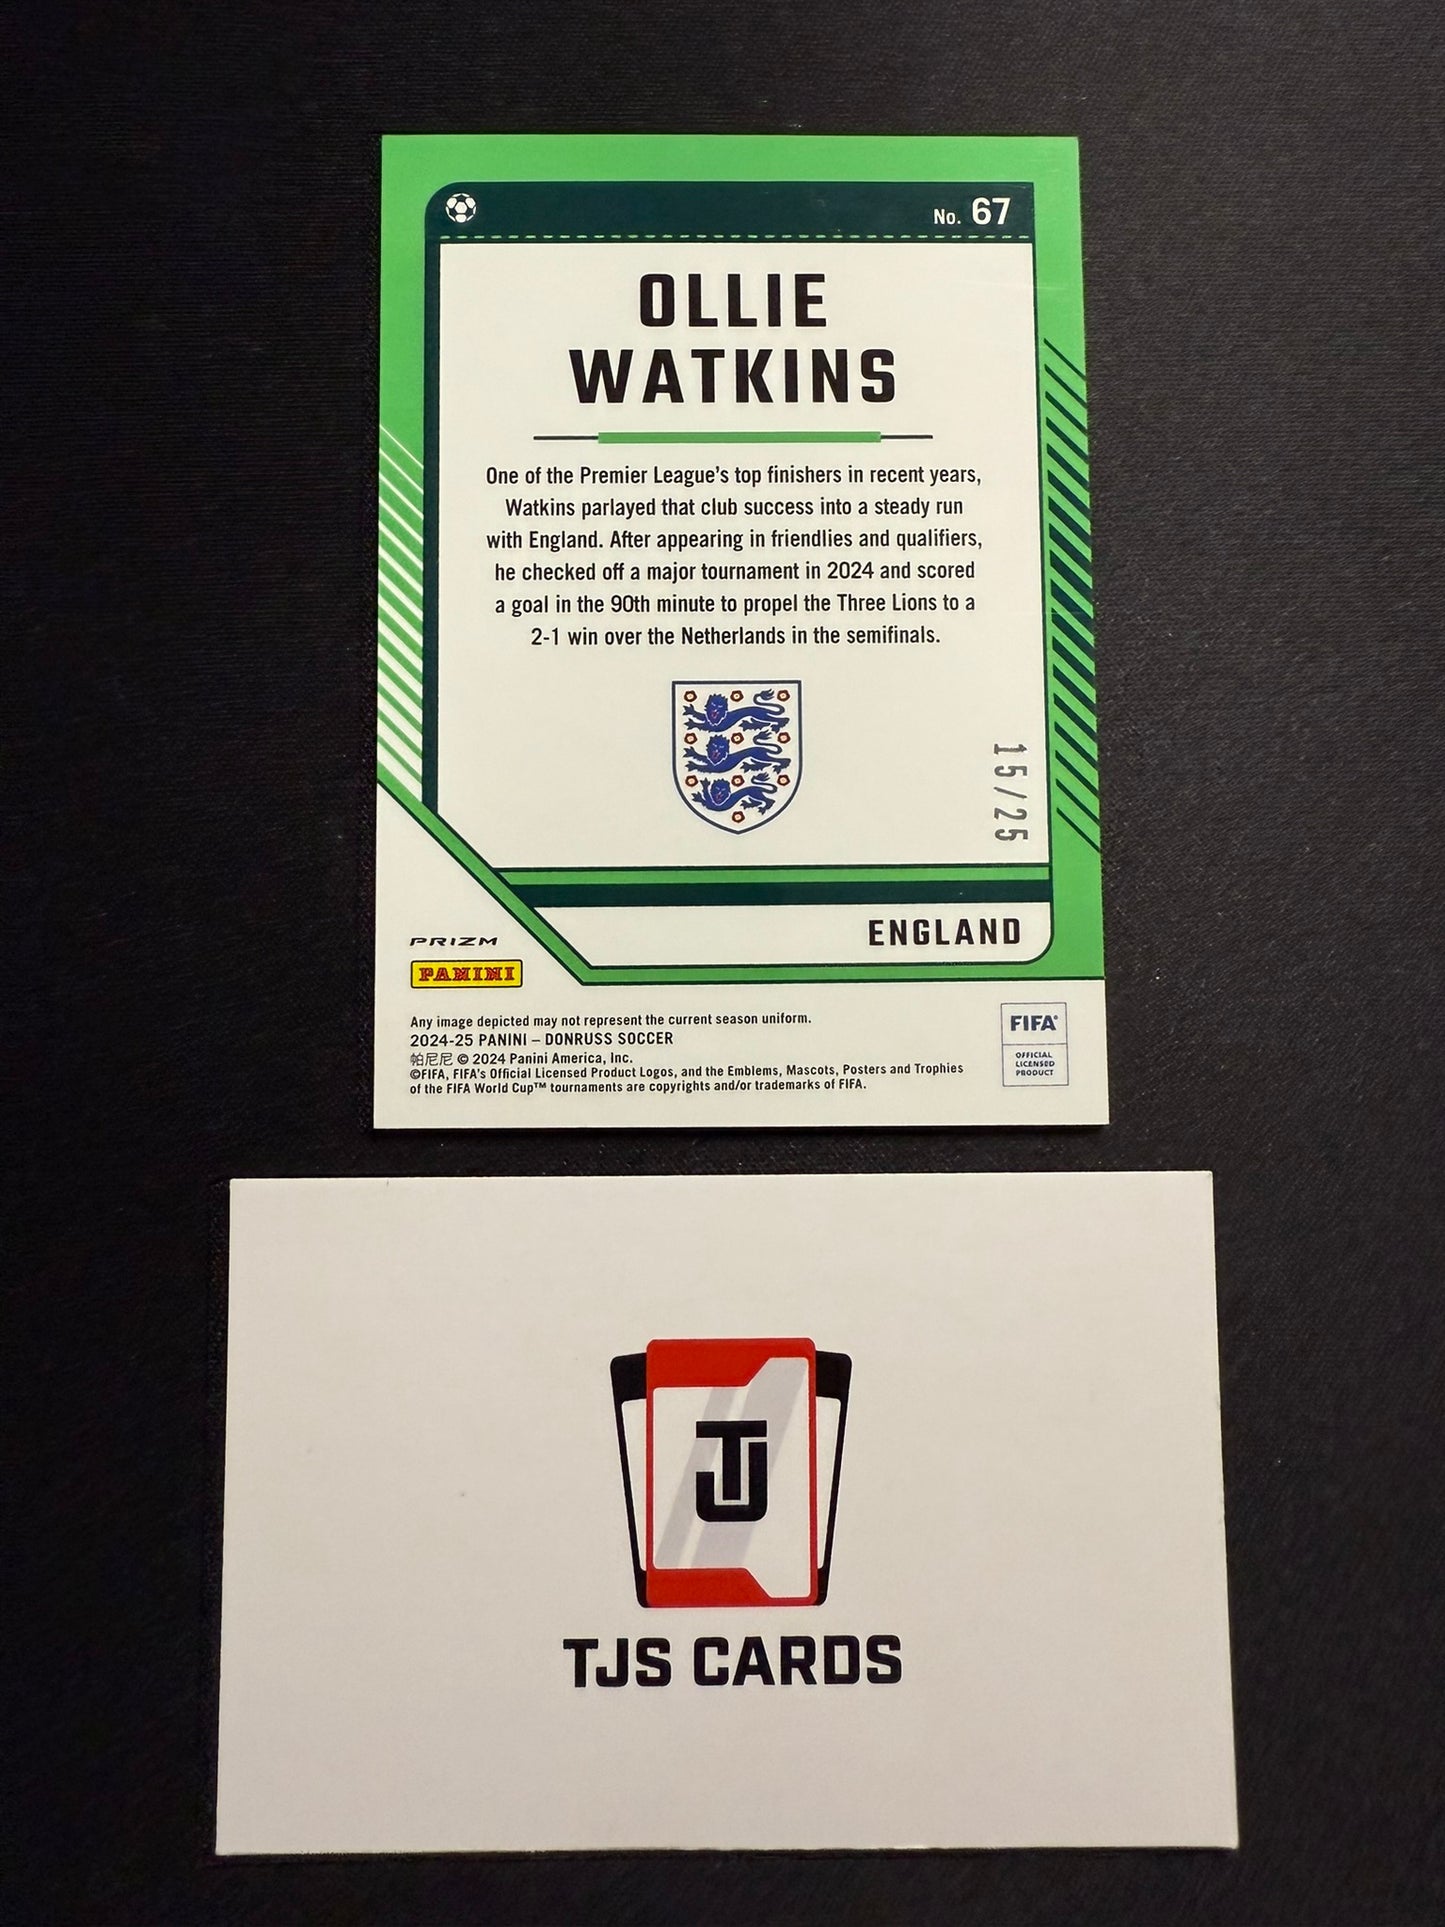 No. 67
OLLIE
WATKINS
One of the Premier League's top finishers in recent years,
Watkins parlayed that club success into a steady run
with England. After appearing in friendlies and qualifiers,
he checked off a major tournament in 2024 and scored
a goal in the 90th minute to propel the Three Lions to a
2-1 win over the Netherlands in the semifinals.
15/25
ENGLAND
PRIZM
PANINI
Any image depicted may not represent the current season uniform.
2024-25 PANINI – DONRUSS SOCCER
帕尼尼 © 2024 Panini America, Inc.
©FIFA, FIFA's Official Licensed Product Logos, and the Emblems, Mascots, Posters and Trophies
of the FIFA World Cup™ tournaments are copyrights and/or trademarks of FIFA.
FIFA®
OFFICIAL
LICENSED
PRODUCT
TJ
TJS CARDS